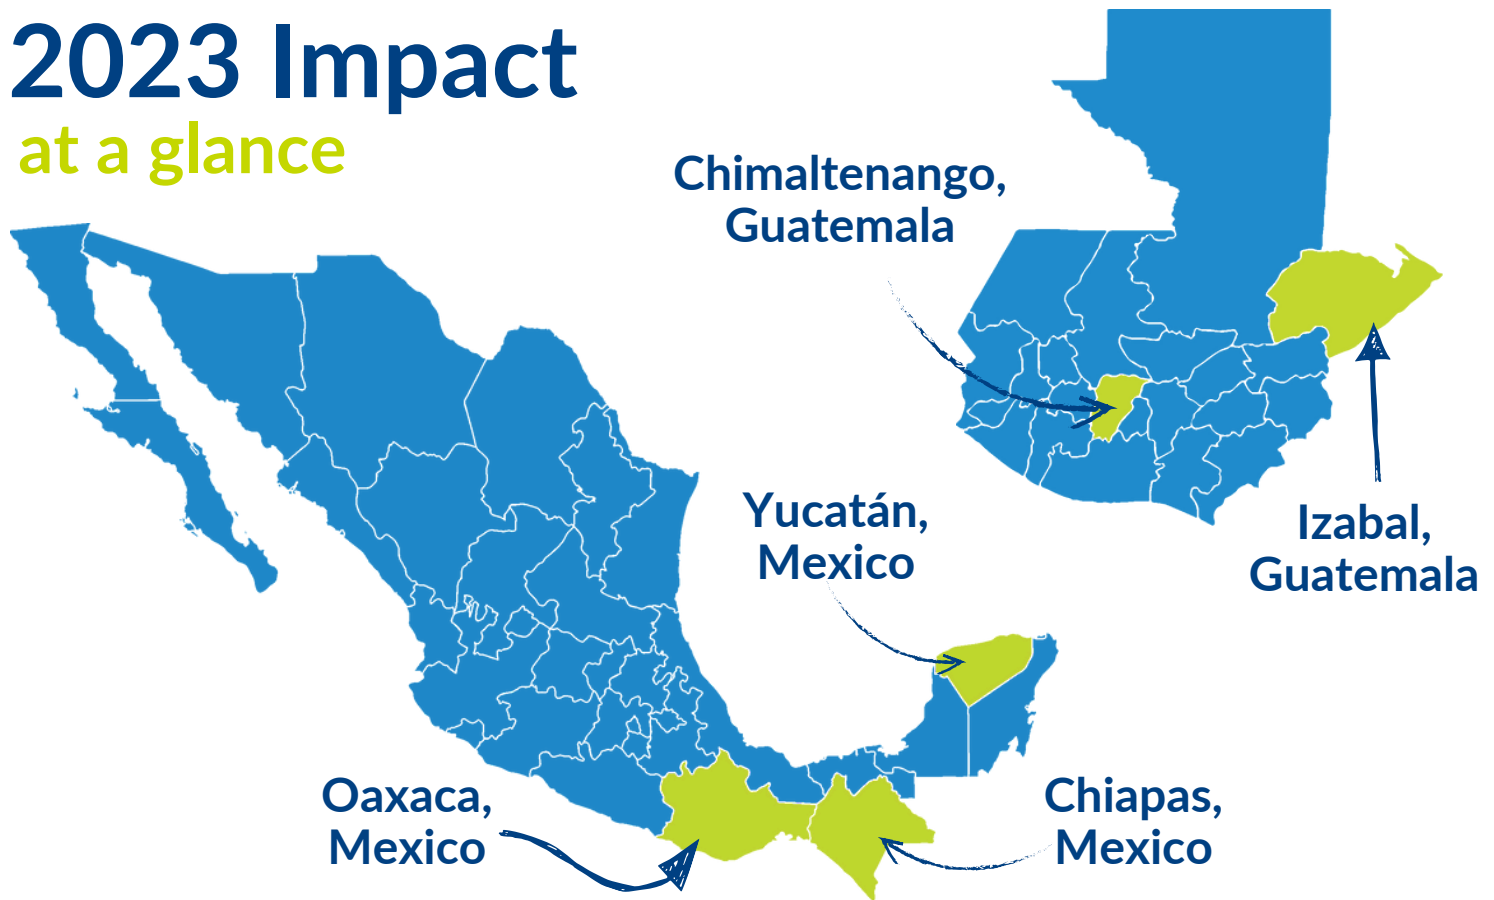 2023 Impact
at a glance
Chimaltenango,
Guatemala
Yucatán,
Mexico
Izabal,
Guatemala
Oaxaca,
Mexico
Chiapas,
Mexico